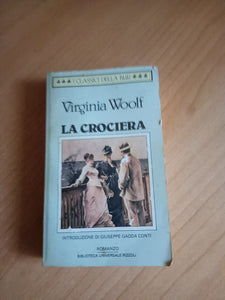 I CLASSICI DELLA BUR
Virginia Woolf
LA CROCIERA
INTRODUZIONE DI GIUSEPPE GADDA CONTI
ROMANZO
BIBLIOTECA UNIVERSALE RIZZOLI